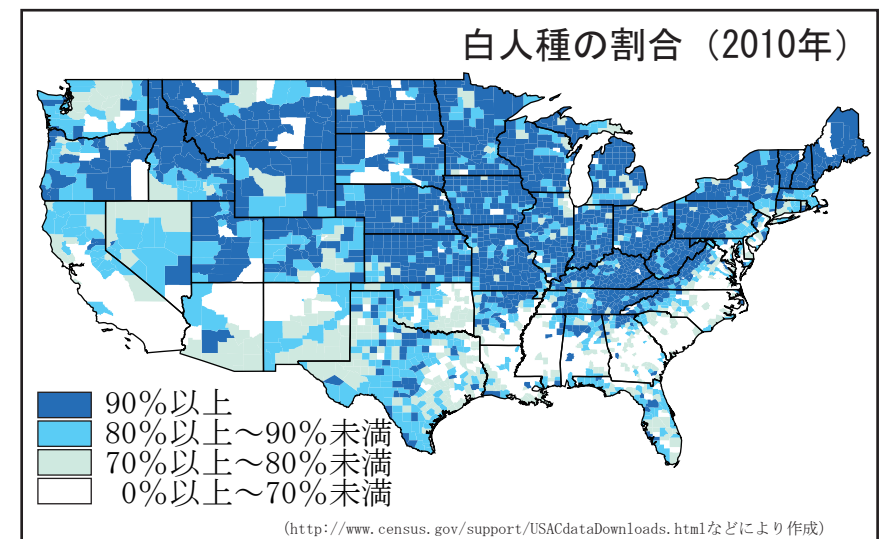 白人種の割合（2010年）
90％以上
80％以上～90％未満
70％以上～80％未満
0％以上～70％未満
(http://www.census.gov/support/USACdataDownloads.htmlなどにより作成)